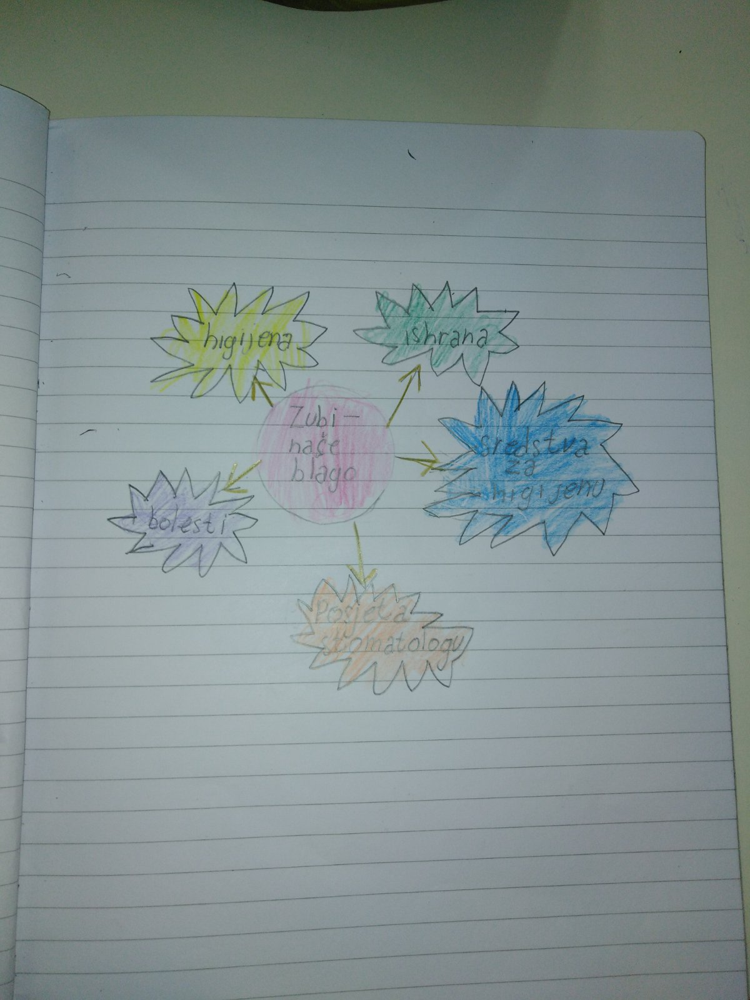 higijena
ishrana
Zubi –
naše
blago
sredstva
za
higijenu
bolesti
Posjeta
stomatologu